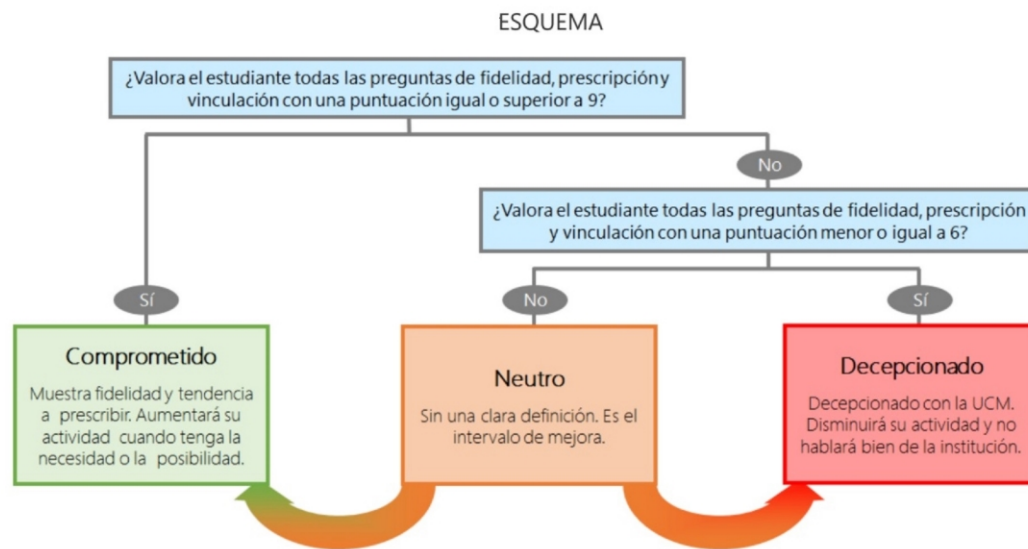 ESQUEMA
¿Valora el estudiante todas las preguntas de fidelidad, prescripción y
vinculación con una puntuación igual o superior a 9?
No
¿Valora el estudiante todas las preguntas de fidelidad, prescripción
y vinculación con una puntuación menor o igual a 6?
Sí
No
Sí
Comprometido
Muestra fidelidad y tendencia
a prescribir. Aumentará su
actividad cuando tenga la
necesidad o la posibilidad.
Neutro
Sin una clara definición. Es el
intervalo de mejora.
Decepcionado
Decepcionado con la UCM.
Disminuirá su actividad y no
hablará bien de la institución.